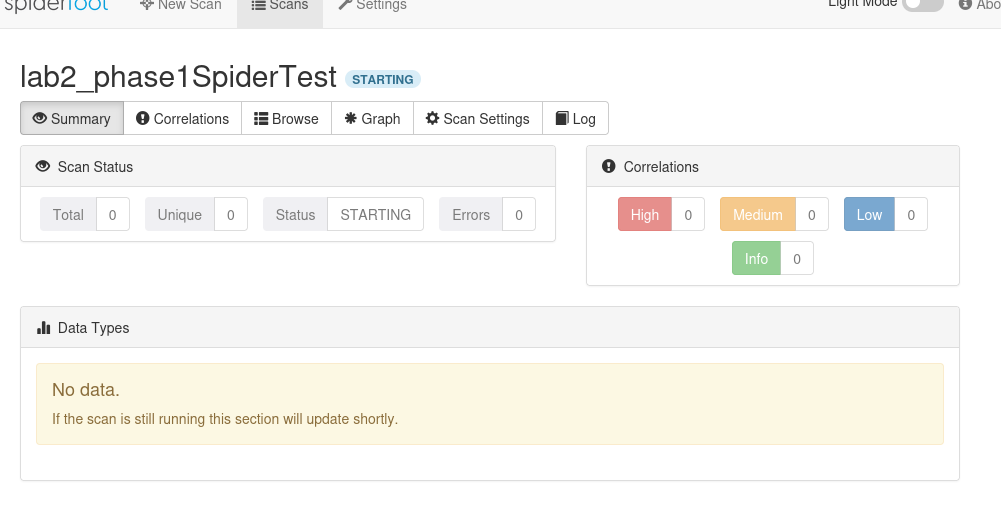 spiderfoot New Scan Scans Settings Light Mode Abo
lab2_phase1SpiderTest STARTING
Summary Correlations Browse Graph Scan Settings Log
Scan Status
Total 0 Unique 0 Status STARTING Errors 0
Correlations
High 0 Medium 0 Low 0
Info 0
Data Types
No data.
If the scan is still running this section will update shortly.